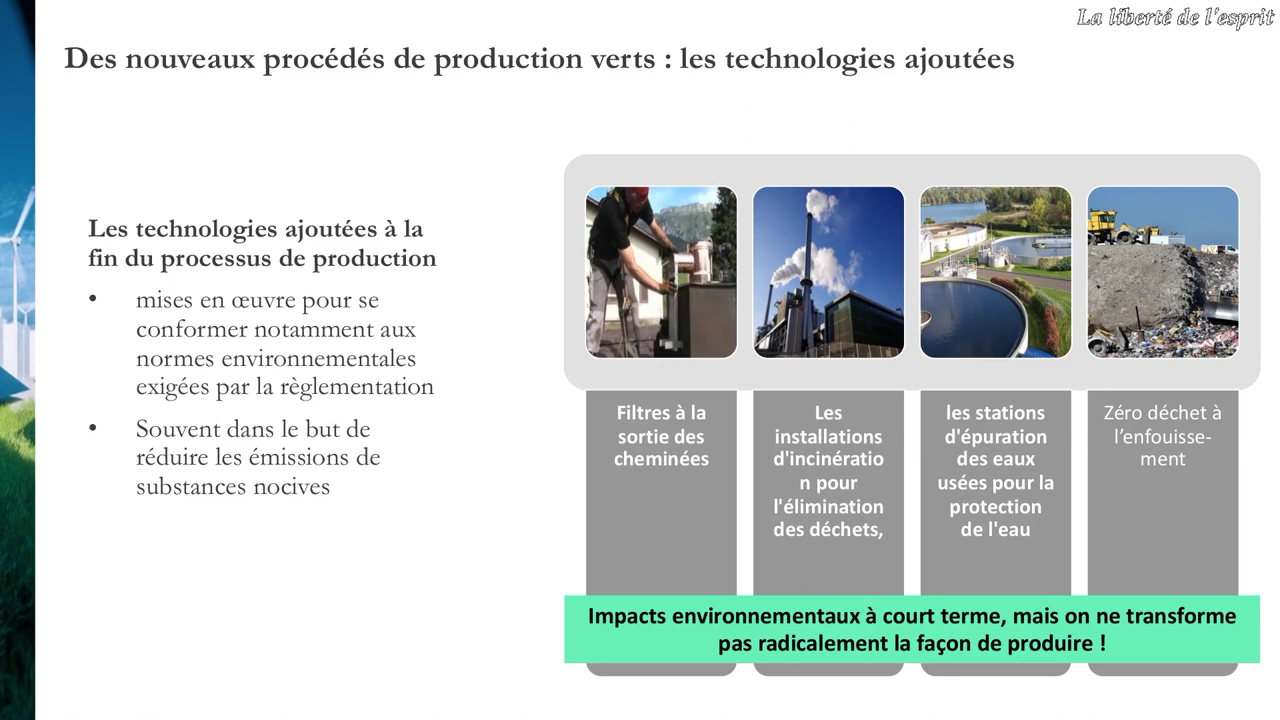 La liberté de l'esprit
Des nouveaux procédés de production verts : les technologies ajoutées
Les technologies ajoutées à la
fin du processus de production
• mises en œuvre pour se
conformer notamment aux
normes environnementales
exigées par la règlementation
• Souvent dans le but de
réduire les émissions de
substances nocives
Filtres à la
sortie des
cheminées
Les
installations
d'incinératio
n pour
l'élimination
des déchets,
les stations
d'épuration
des eaux
usées pour la
protection
de l'eau
Zéro déchet à
l’enfouisse-
ment
Impacts environnementaux à court terme, mais on ne transforme
pas radicalement la façon de produire !